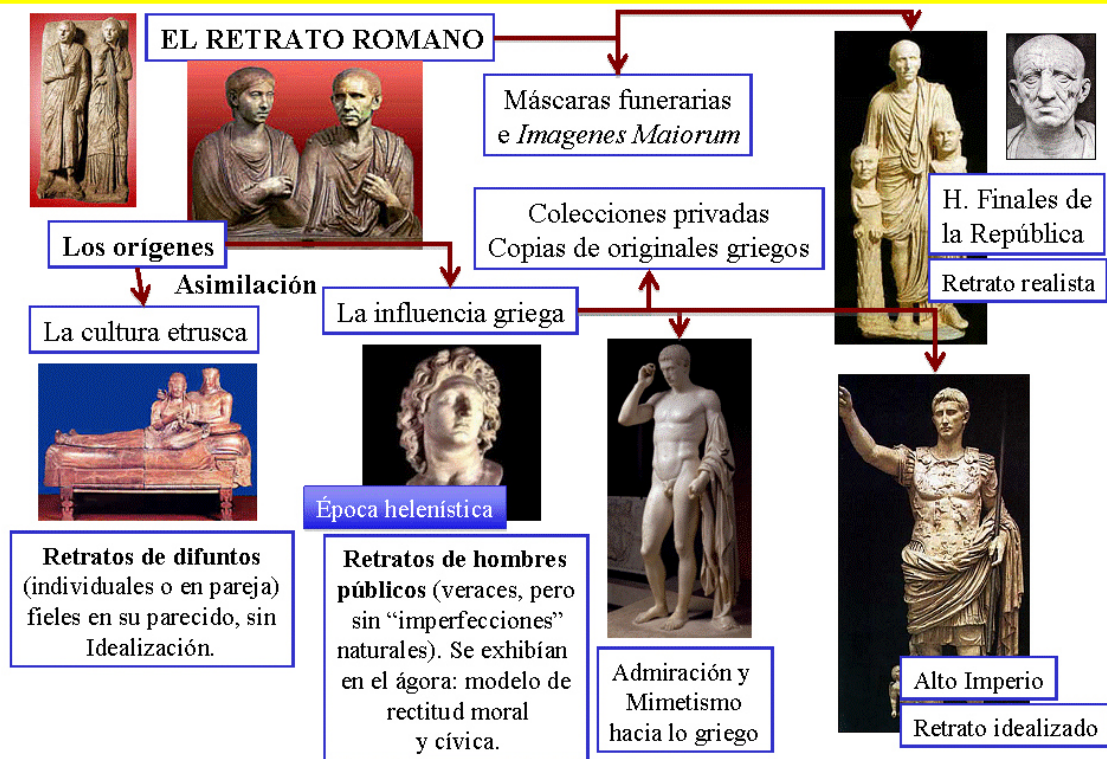 EL RETRATO ROMANO
Máscaras funerarias
e Imagenes Maiorum
H. Finales de
la República
Retrato realista
Colecciones privadas
Copias de originales griegos
Los orígenes
Asimilación
La cultura etrusca
La influencia griega
Época helenística
Retratos de difuntos
(individuales o en pareja)
fieles en su parecido, sin
Idealización.
Retratos de hombres
públicos (veraces, pero
sin “imperfecciones”
naturales). Se exhibían
en el ágora: modelo de
rectitud moral
y cívica.
Admiración y
Mimetismo
hacia lo griego
Alto Imperio
Retrato idealizado